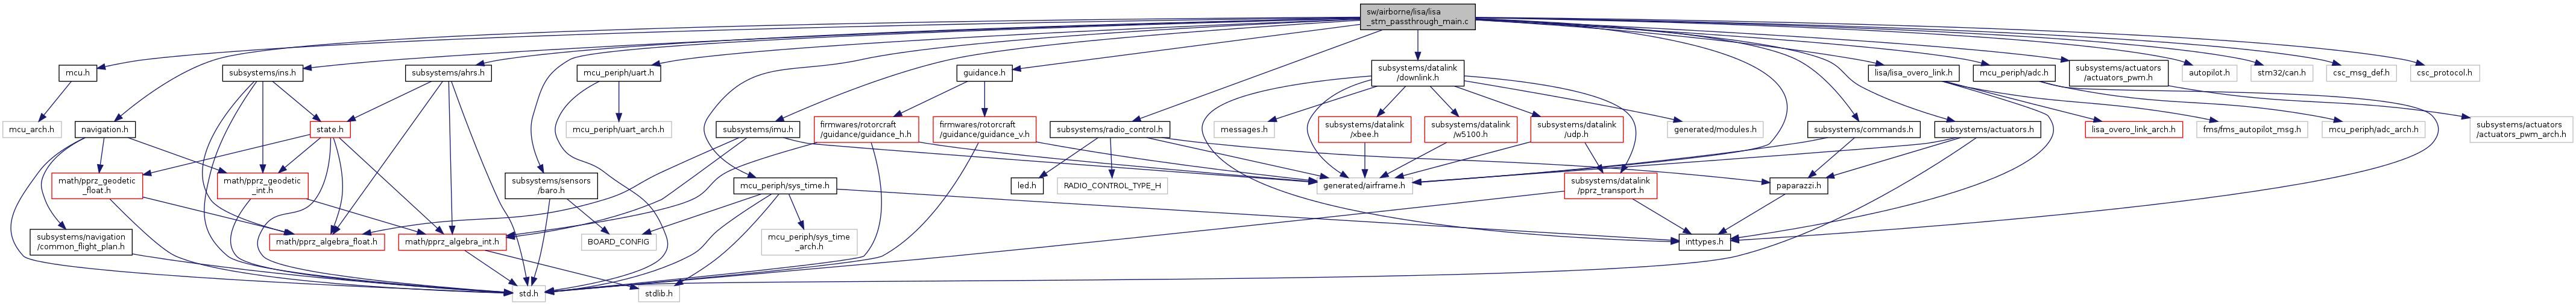 sw/airborne/lisa/lisa
_stm_passthrough_main.c
mcu.h
subsystems/ins.h
subsystems/ahrs.h
mcu_periph/uart.h
guidance.h
subsystems/datalink
/downlink.h
lisa/lisa_overo_link.h
mcu_periph/adc.h
subsystems/actuators
/actuators_pwm.h
autopilot.h
stm32/can.h
csc_msg_def.h
csc_protocol.h
mcu_arch.h
navigation.h
state.h
mcu_periph/uart_arch.h
subsystems/imu.h
firmwares/rotorcraft
/guidance/guidance_h.h
firmwares/rotorcraft
/guidance/guidance_v.h
subsystems/radio_control.h
messages.h
subsystems/datalink
/xbee.h
subsystems/datalink
/w5100.h
subsystems/datalink
/udp.h
generated/modules.h
subsystems/commands.h
subsystems/actuators.h
lisa_overo_link_arch.h
fms/fms_autopilot_msg.h
mcu_periph/adc_arch.h
subsystems/actuators
/actuators_pwm_arch.h
math/pprz_geodetic
_float.h
math/pprz_geodetic
_int.h
subsystems/sensors
/baro.h
mcu_periph/sys_time.h
led.h
RADIO_CONTROL_TYPE_H
generated/airframe.h
subsystems/datalink
/pprz_transport.h
paparazzi.h
subsystems/navigation
/common_flight_plan.h
math/pprz_algebra_float.h
math/pprz_algebra_int.h
BOARD_CONFIG
mcu_periph/sys_time
_arch.h
inttypes.h
std.h
stdlib.h